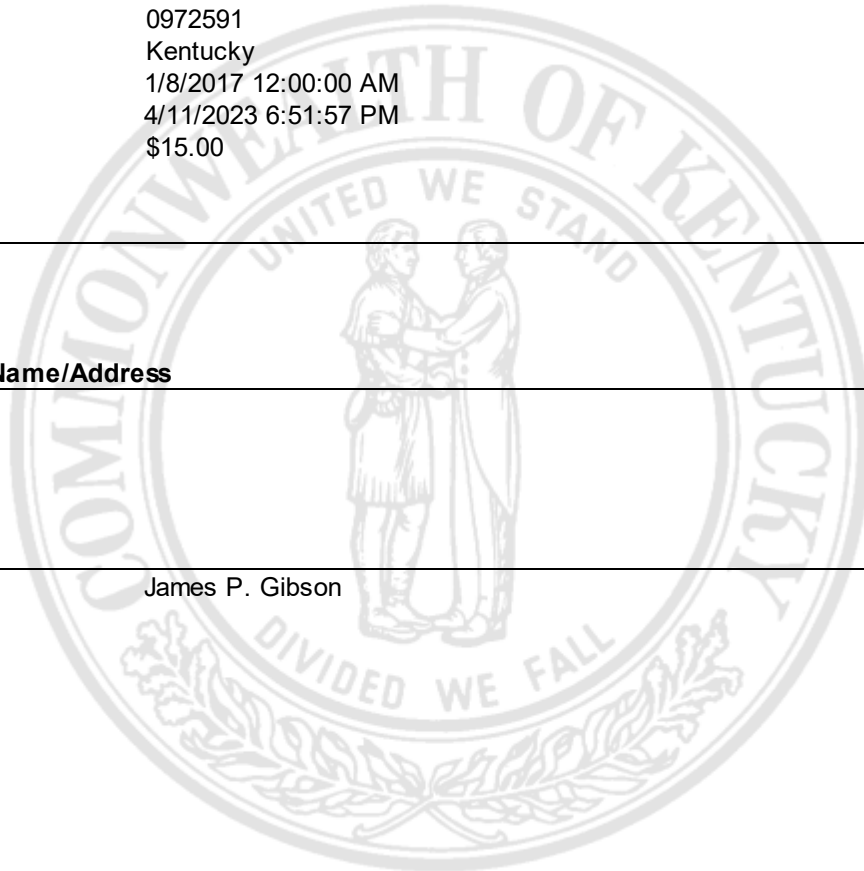 0972591
Kentucky
1/8/2017 12:00:00 AM
4/11/2023 6:51:57 PM
$15.00
COMMONWEALTH OF KENTUCKY
UNITED WE STAND
Name/Address
James P. Gibson
DIVIDED WE FALL